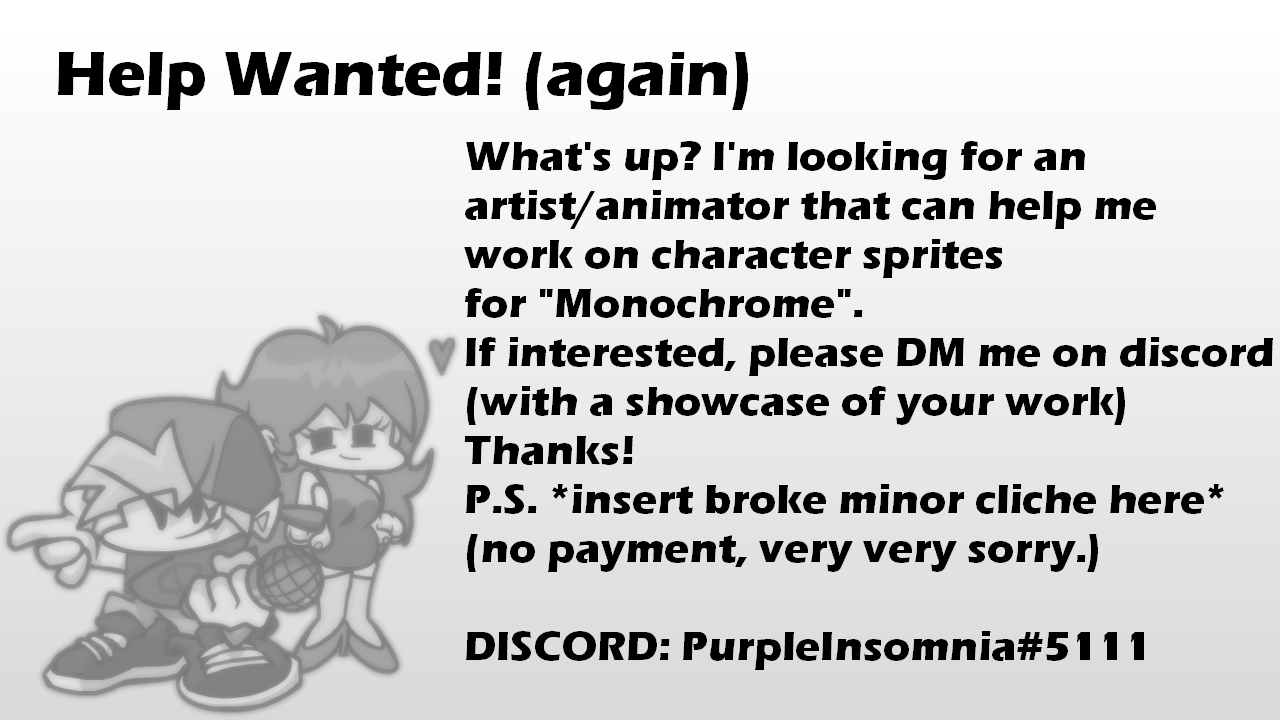 Help Wanted! (again)
What's up? I'm looking for an
artist/animator that can help me
work on character sprites
for "Monochrome".
If interested, please DM me on discord
(with a showcase of your work)
Thanks!
P.S. *insert broke minor cliche here*
(no payment, very very sorry.)
DISCORD: PurpleInsomnia#5111